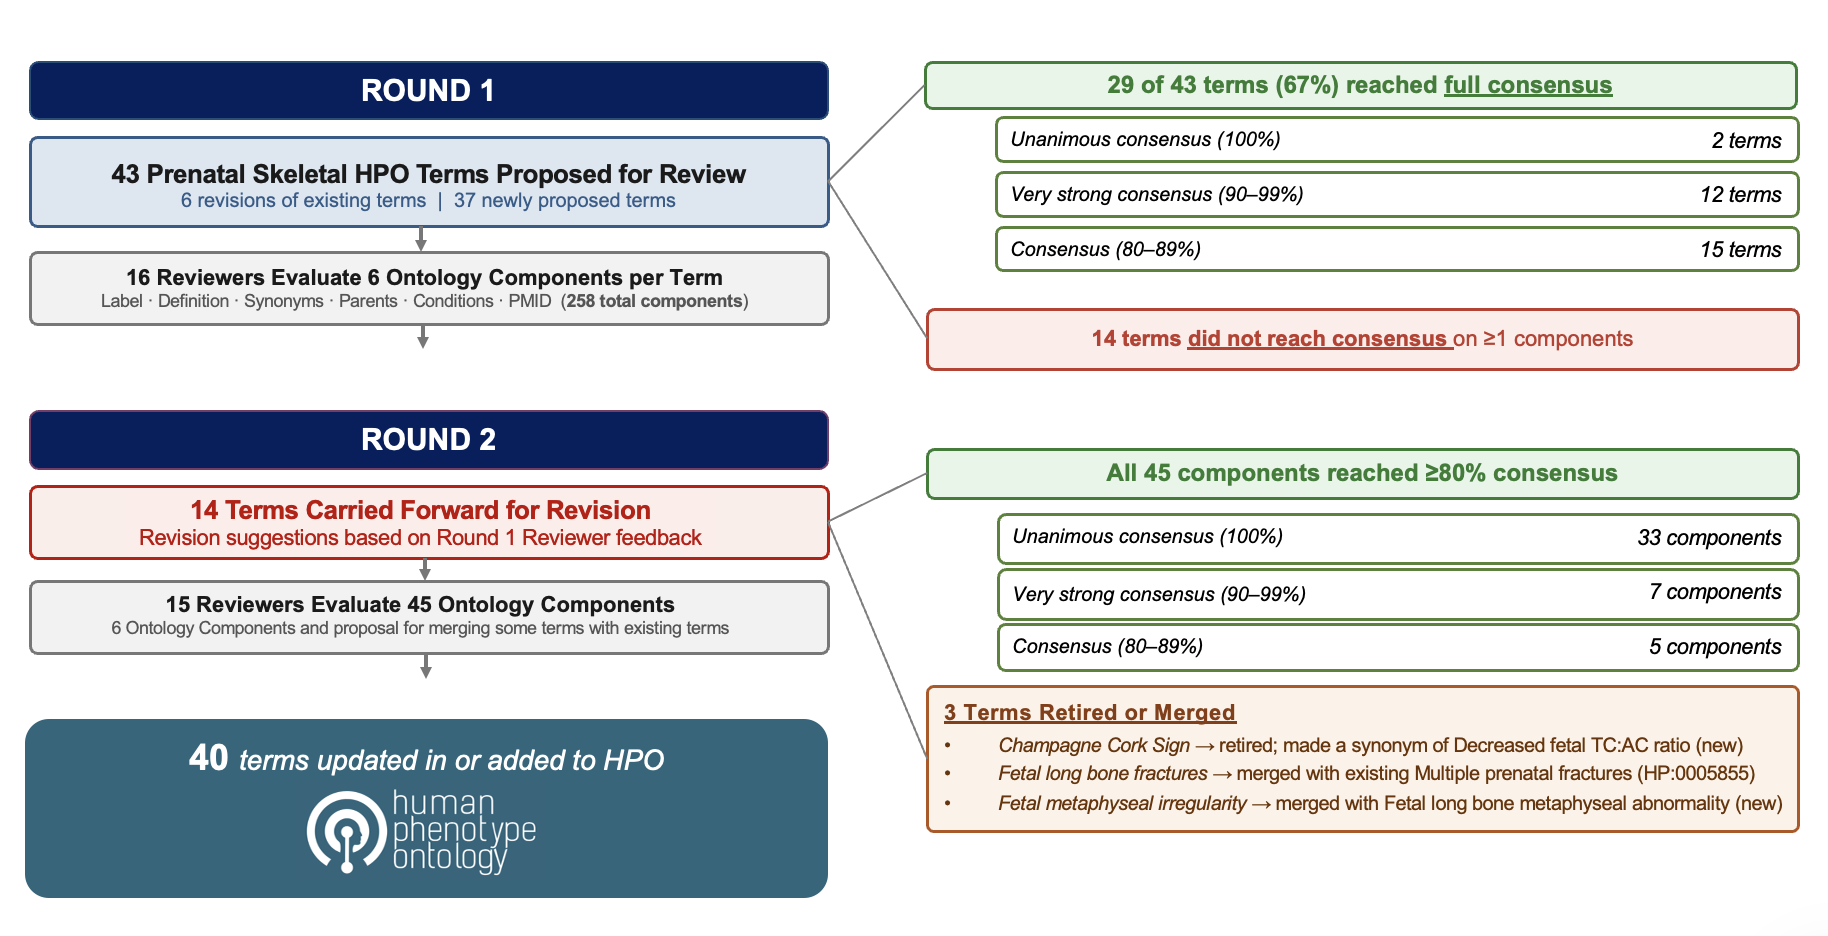 ROUND 1
43 Prenatal Skeletal HPO Terms Proposed for Review
6 revisions of existing terms | 37 newly proposed terms
16 Reviewers Evaluate 6 Ontology Components per Term
Label · Definition · Synonyms · Parents · Conditions · PMID (258 total components)
29 of 43 terms (67%) reached full consensus
Unanimous consensus (100%) 2 terms
Very strong consensus (90–99%) 12 terms
Consensus (80–89%) 15 terms
14 terms did not reach consensus on ≥1 components
ROUND 2
14 Terms Carried Forward for Revision
Revision suggestions based on Round 1 Reviewer feedback
15 Reviewers Evaluate 45 Ontology Components
6 Ontology Components and proposal for merging some terms with existing terms
All 45 components reached ≥80% consensus
Unanimous consensus (100%) 33 components
Very strong consensus (90–99%) 7 components
Consensus (80–89%) 5 components
3 Terms Retired or Merged
• Champagne Cork Sign → retired; made a synonym of Decreased fetal TC:AC ratio (new)
• Fetal long bone fractures → merged with existing Multiple prenatal fractures (HP:0005855)
• Fetal metaphyseal irregularity → merged with Fetal long bone metaphyseal abnormality (new)
40 terms updated in or added to HPO
human
phenotype
ontology